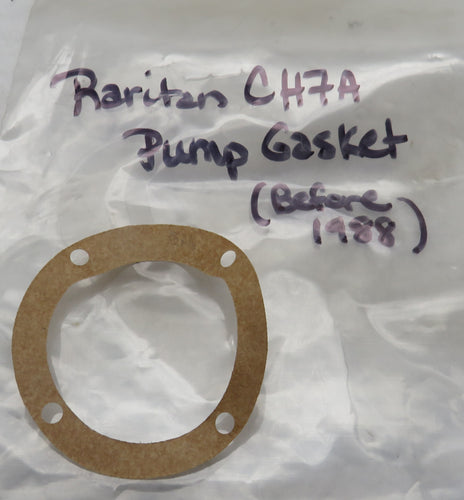 Raritan CH7A
Pump Gasket
(Before
1988)